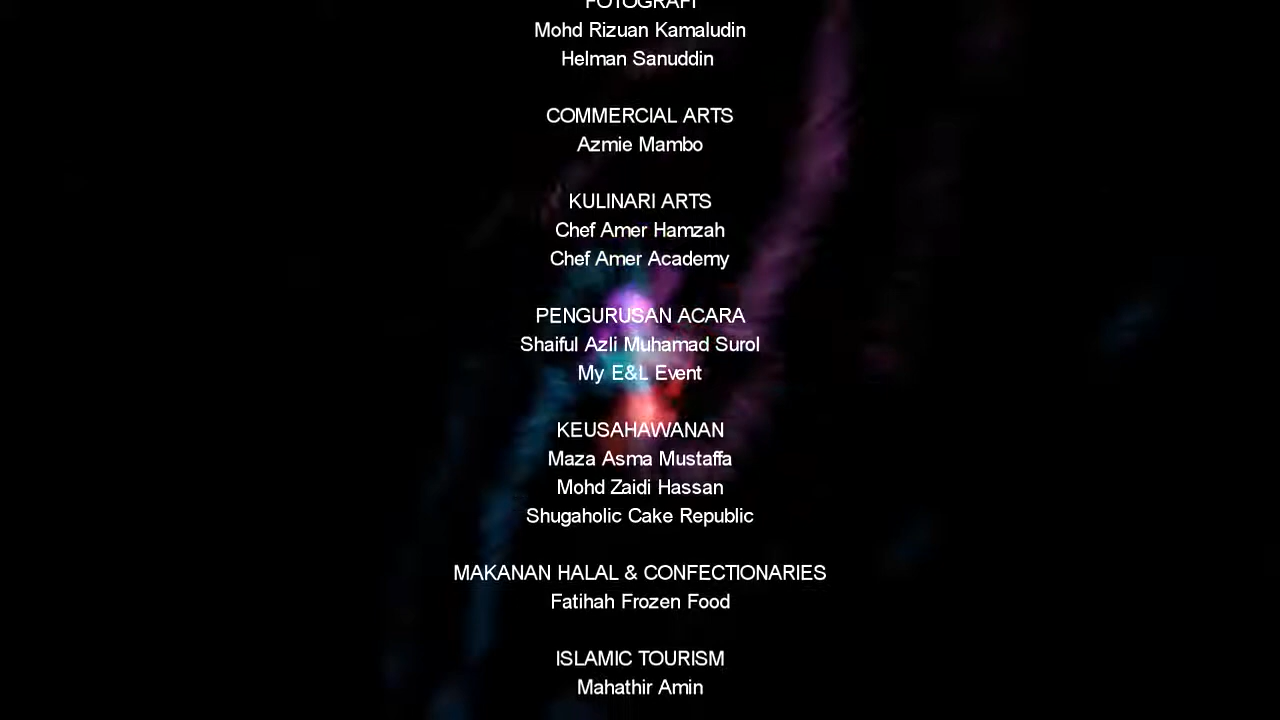 FOTOGRAFI
Mohd Rizuan Kamaludin
Helman Sanuddin
COMMERCIAL ARTS
Azmie Mambo
KULINARI ARTS
Chef Amer Hamzah
Chef Amer Academy
PENGURUSAN ACARA
Shaiful Azli Muhamad Surol
My E&L Event
KEUSAHAWANAN
Maza Asma Mustaffa
Mohd Zaidi Hassan
Shugaholic Cake Republic
MAKANAN HALAL & CONFECTIONARIES
Fatihah Frozen Food
ISLAMIC TOURISM
Mahathir Amin